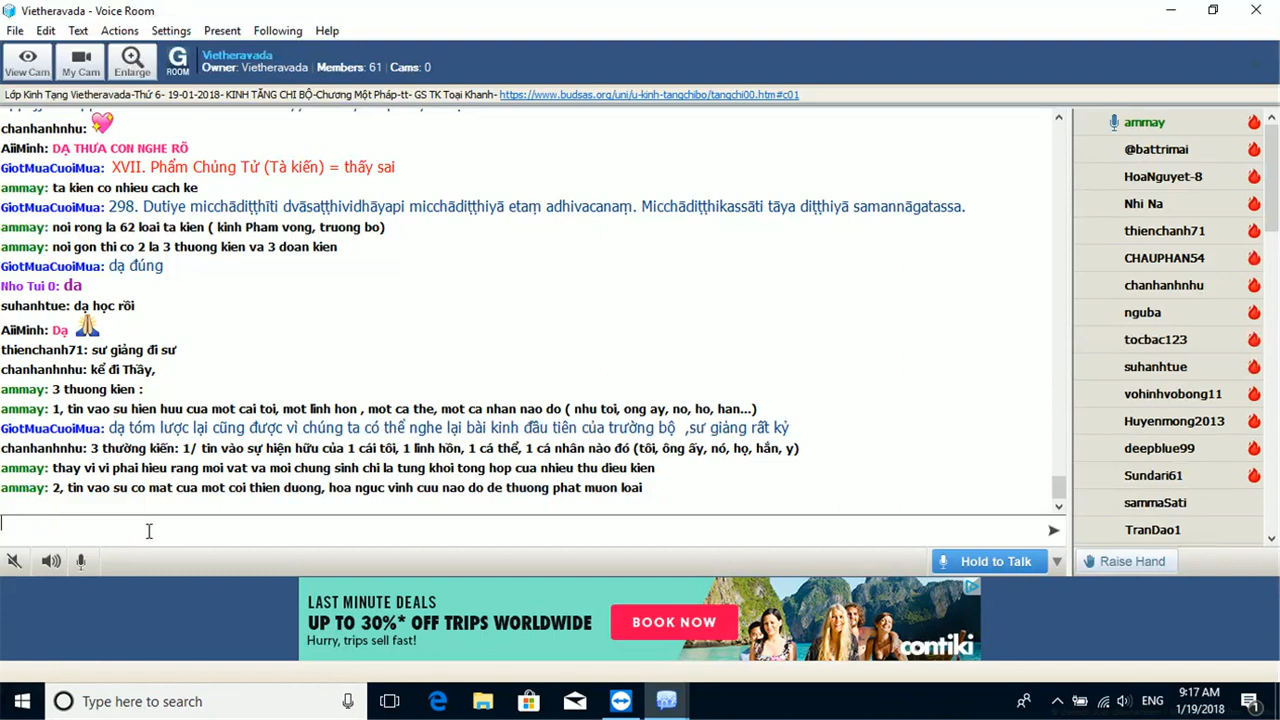 Vietheravada - Voice Room
File Edit Text Actions Settings Present Following Help
View Cam My Cam Enlarge G ROOM
Vietheravada
Owner: Vietheravada Members: 61 Cams: 0
Lớp Kinh Tạng Vietheravada-Thứ 6- 19-01-2018- KINH TĂNG CHI BỘ-Chương Một Pháp-tt- GS TK Toại Khanh- https://www.budsas.org/uni/u-kinh-tangchibo/tangchi00.htm#c01
chanhanhnhu:
AiiMinh: DẠ THƯA CON NGHE RÕ
GiotMuaCuoiMua: XVII. Phẩm Chủng Tử (Tà kiến) = thấy sai
ammay: ta kien co nhieu cach ke
GiotMuaCuoiMua: 298. Dutiye micchādiṭṭhīti dvāsaṭṭhividhāyapi micchādiṭṭhiyā etaṃ adhivacanaṃ. Micchādiṭṭhikassāti tāya diṭṭhiyā samannāgatassa.
ammay: noi rong la 62 loai ta kien ( kinh Pham vong, truong bo)
ammay: noi gon thi co 2 la 3 thuong kien va 3 doan kien
GiotMuaCuoiMua: dạ đúng
Nho Tui 0: da
suhanhtue: dạ học rồi
AiiMinh: Dạ
thienchanh71: sư giảng đi sư
chanhanhnhu: kể đi Thầy,
ammay: 3 thuong kien :
ammay: 1, tin vao su hien huu cua mot cai toi, mot linh hon , mot ca the, mot ca nhan nao do ( nhu toi, ong ay, no, ho, han...)
GiotMuaCuoiMua: dạ tóm lược lại cũng được vì chúng ta có thể nghe lại bài kinh đầu tiên của trường bộ ,sư giảng rất kỷ
chanhanhnhu: 3 thường kiến: 1/ tin vào sự hiện hữu của 1 cái tôi, 1 linh hồn, 1 cá thể, 1 cá nhân nào đó (tôi, ông ấy, nó, họ, hắn, y)
ammay: thay vi vi phai hieu rang moi vat va moi chung sinh chi la tung khoi tong hop cua nhieu thu dieu kien
ammay: 2, tin vao su co mat cua mot coi thien duong, hoa nguc vinh cuu nao do de thuong phat muon loai
ammay
@battrimai
HoaNguyet-8
Nhi Na
thienchanh71
CHAUPHAN54
chanhanhnhu
nguba
tocbac123
suhanhtue
vohinhvobong11
Huyenmong2013
deepblue99
Sundari61
sammaSati
TranDao1
Hold to Talk
Raise Hand
LAST MINUTE DEALS
UP TO 30%* OFF TRIPS WORLDWIDE
Hurry, trips sell fast!
BOOK NOW
contiki
Type here to search
ENG
9:17 AM
1/19/2018
1